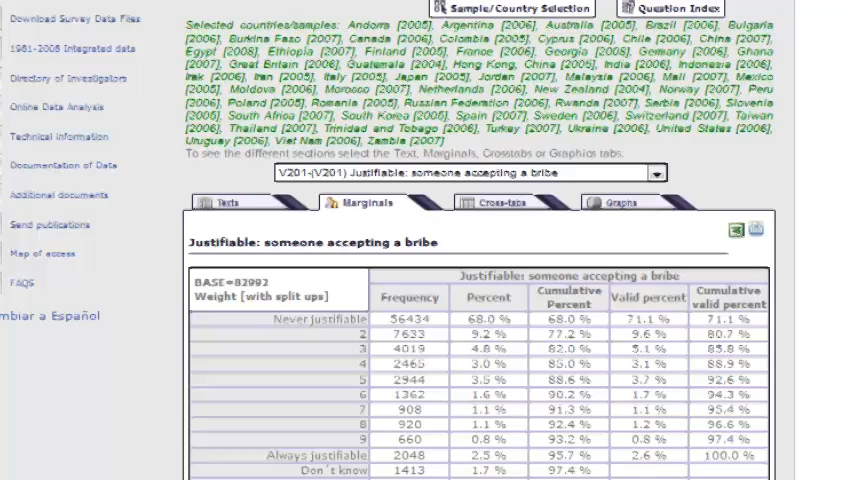 Download Survey Data Files
1981-2008 Integrated data
Directory of Investigators
Online Data Analysis
Technical Information
Documentation of Data
Additional documents
Send publications
Map of access
FAQS
mbiar a Español
Sample/Country Selection
Question Index
Selected countries/samples: Andorra [2005], Argentina [2006], Australia [2005], Brazil [2006], Bulgaria
[2006], Burkina Faso [2007], Canada [2006], Colombia [2005], Cyprus [2006], Chile [2006], China [2007],
Egypt [2008], Ethiopia [2007], Finland [2005], France [2006], Georgia [2008], Germany [2006], Ghana
[2007], Great Britain [2006], Guatemala [2004], Hong Kong, China [2005], India [2006], Indonesia [2006],
Irak [2006], Iran [2005], Italy [2005], Japan [2005], Jordan [2007], Malaysia [2006], Mali [2007], Mexico
[2005], Moldova [2006], Morocco [2007], Netherlands [2006], New Zealand [2004], Norway [2007], Peru
[2006], Poland [2005], Romania [2005], Russian Federation [2006], Rwanda [2007], Serbia [2006], Slovenia
[2005], South Africa [2007], South Korea [2005], Spain [2007], Sweden [2006], Switzerland [2007], Taiwan
[2006], Thailand [2007], Trinidad and Tobago [2006], Turkey [2007], Ukraine [2006], United States [2006],
Uruguay [2006], Viet Nam [2006], Zambia [2007]
To see the different sections select the Text, Marginals, Crosstabs or Graphics tabs.
V201-(V201) Justifiable: someone accepting a bribe
Texts Marginals Cross-tabs Graphs
Justifiable: someone accepting a bribe
BASE=82992
Weight [with split ups]
Justifiable: someone accepting a bribe
Frequency Percent Cumulative Percent Valid percent Cumulative valid percent
Never justifiable 56434 68.0 % 68.0 % 71.1 % 71.1 %
2 7633 9.2 % 77.2 % 9.6 % 80.7 %
3 4019 4.8 % 82.0 % 5.1 % 85.8 %
4 2465 3.0 % 85.0 % 3.1 % 88.9 %
5 2944 3.5 % 88.6 % 3.7 % 92.6 %
6 1362 1.6 % 90.2 % 1.7 % 94.3 %
7 908 1.1 % 91.3 % 1.1 % 95.4 %
8 920 1.1 % 92.4 % 1.2 % 96.6 %
9 660 0.8 % 93.2 % 0.8 % 97.4 %
Always justifiable 2048 2.5 % 95.7 % 2.6 % 100.0 %
Don´t know 1413 1.7 % 97.4 %